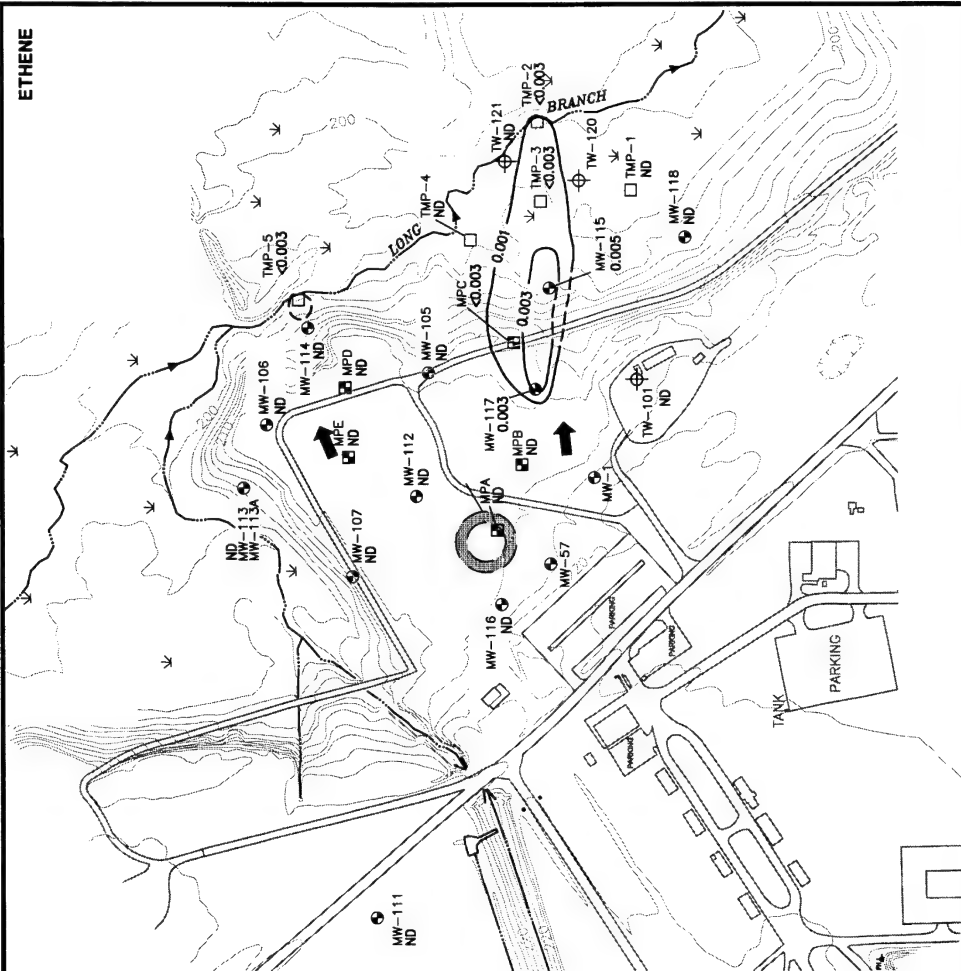 ETHENE
200
200
TMP-2
<0.003
BRANCH
TW-121
ND
TMP-3
<0.003
TW-120
TMP-1
ND
TMP-4
ND
LONG
TMP-5
<0.003
0.001
MW-118
ND
MW-115
0.005
MPC
<0.003
0.003
MW-114
ND
MPD
ND
MW-105
ND
MW-106
ND
210
MW-117
0.003
TW-101
ND
MPE
ND
MPB
ND
MW-112
ND
MW-
MPA
ND
ND
MW-113
MW-113A
MW-107
ND
MW-57
MW-116
ND
PARKING
PARKING
PARKING
TANK
PARKING
MW-111
ND